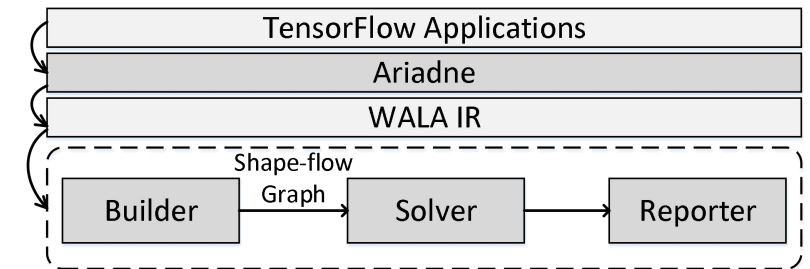 TensorFlow Applications
Ariadne
WALA IR
Shape-flow
Graph
Builder
Solver
Reporter